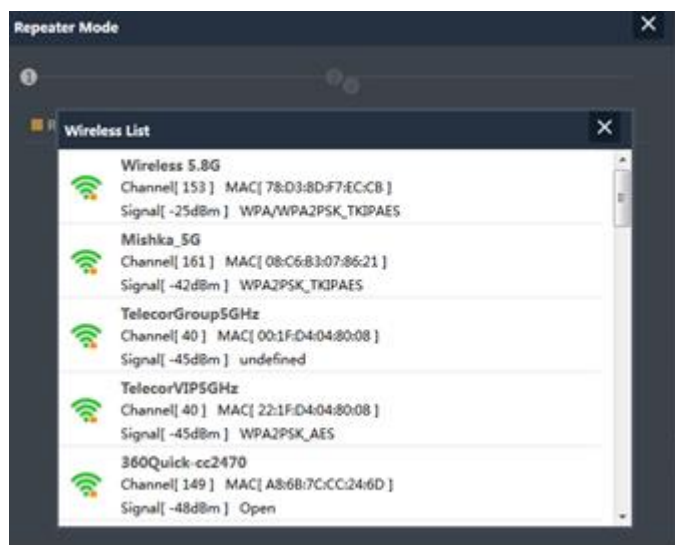 Repeater Mode
1
R
Wireless List
Wireless 5.8G
Channel[ 153 ] MAC[ 78:D3:8D:F7:EC:CB ]
Signal[ -25dBm ] WPA/WPA2PSK_TKIPAES
Mishka_5G
Channel[ 161 ] MAC[ 08:C6:B3:07:86:21 ]
Signal[ -42dBm ] WPA2PSK_TKIPAES
TelecorGroup5GHz
Channel[ 40 ] MAC[ 00:1F:D4:04:80:08 ]
Signal[ -45dBm ] undefined
TelecorVIP5GHz
Channel[ 40 ] MAC[ 22:1F:D4:04:80:08 ]
Signal[ -45dBm ] WPA2PSK_AES
360Quick-cc2470
Channel[ 149 ] MAC[ A8:6B:7C:CC:24:6D ]
Signal[ -48dBm ] Open